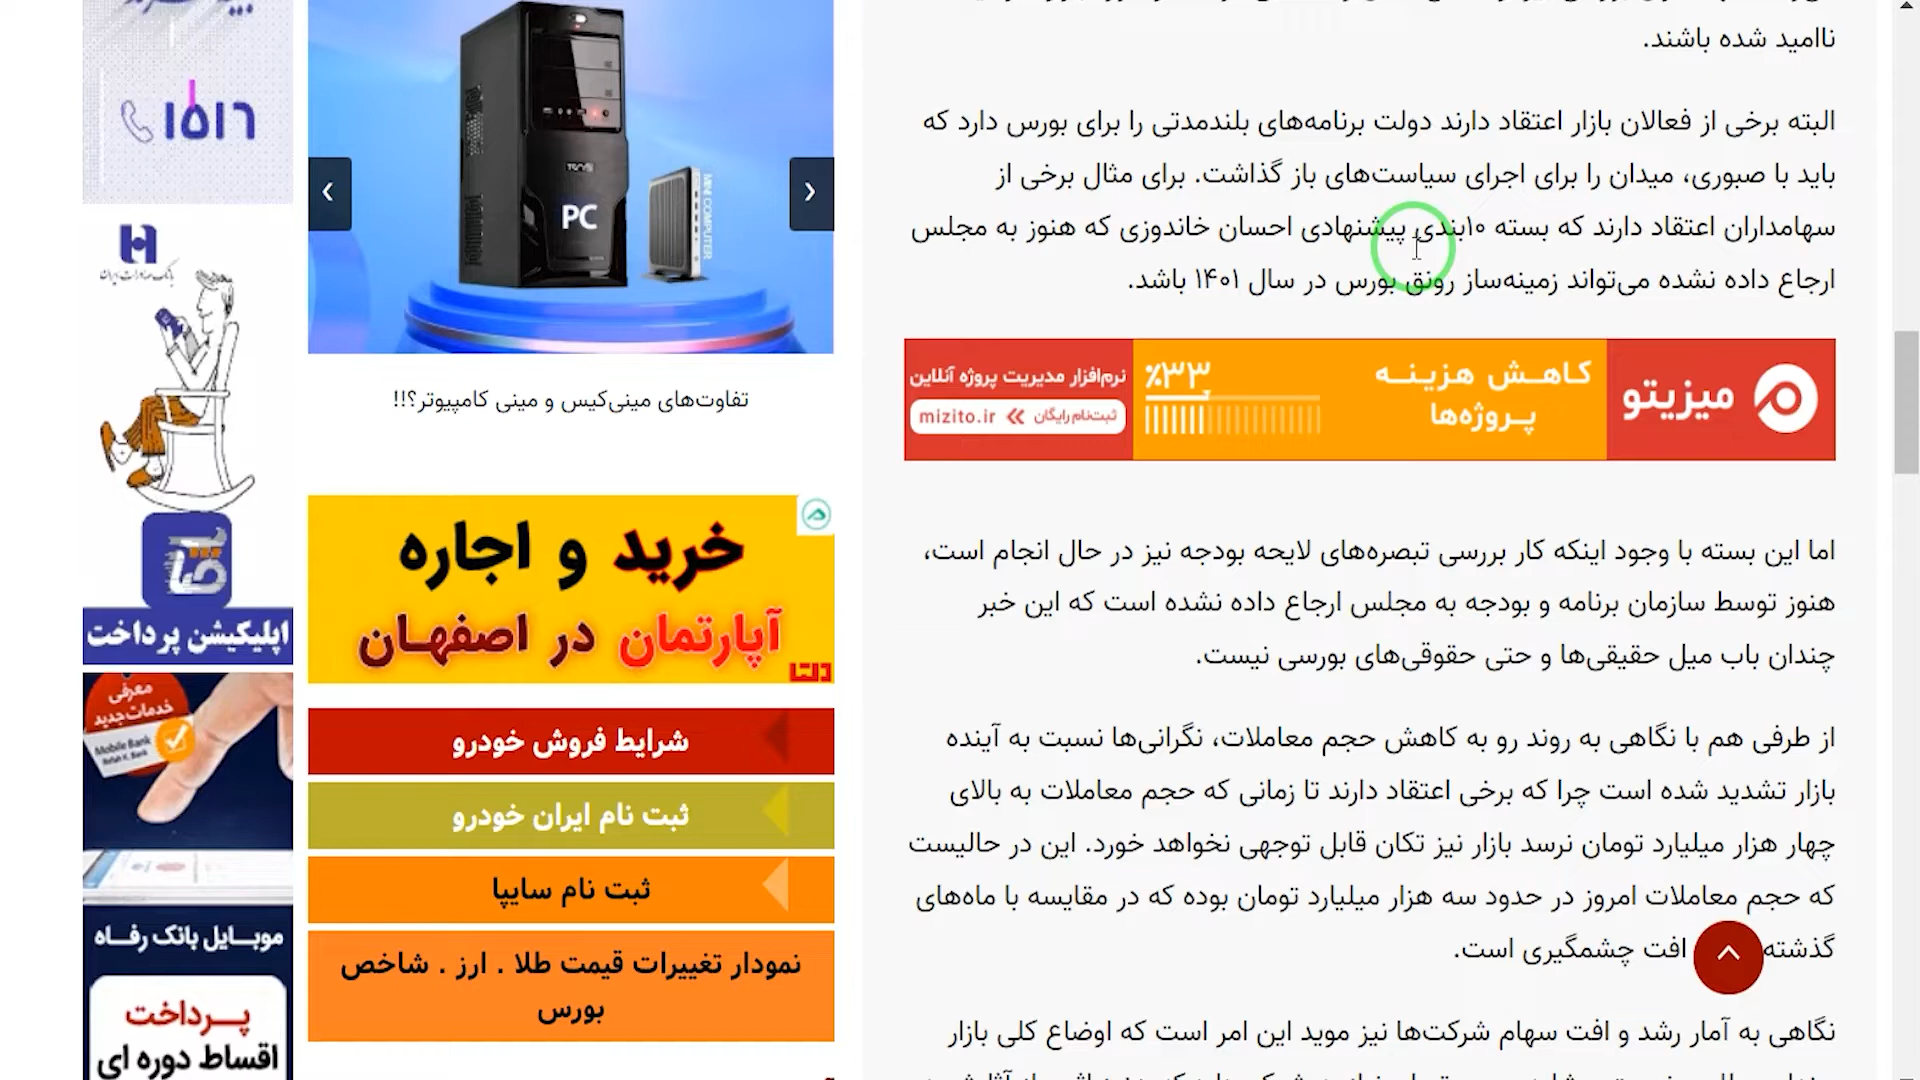 ناامید شده باشند.
البته برخی از فعالان بازار اعتقاد دارند دولت برنامه‌های بلندمدتی را برای بورس دارد که
باید با صبوری، میدان را برای اجرای سیاست‌های باز گذاشت. برای مثال برخی از
سهامداران اعتقاد دارند که بسته ۱۰بندی پیشنهادی احسان خاندوزی که هنوز به مجلس
ارجاع داده نشده می‌تواند زمینه‌ساز رونق بورس در سال ۱۴۰۱ باشد.
میزیتو
کاهش هزینه
پروژه‌ها
٪۳۳
نرم‌افزار مدیریت پروژه آنلاین
ثبت‌نام رایگان » mizito.ir
اما این بسته با وجود اینکه کار بررسی تبصره‌های لایحه بودجه نیز در حال انجام است،
هنوز توسط سازمان برنامه و بودجه به مجلس ارجاع داده نشده است که این خبر
چندان باب میل حقیقی‌ها و حتی حقوقی‌های بورسی نیست.
از طرفی هم با نگاهی به روند رو به کاهش حجم معاملات، نگرانی‌ها نسبت به آینده
بازار تشدید شده است چرا که برخی اعتقاد دارند تا زمانی که حجم معاملات به بالای
چهار هزار میلیارد تومان نرسد بازار نیز تکان قابل توجهی نخواهد خورد. این در حالیست
که حجم معاملات امروز در حدود سه هزار میلیارد تومان بوده که در مقایسه با ماه‌های
گذشته افت چشمگیری است.
نگاهی به آمار رشد و افت سهام شرکت‌ها نیز موید این امر است که اوضاع کلی بازار
PC
MINI COMPUTER
تفاوت‌های مینی‌کیس و مینی کامپیوتر؟!!
خرید و اجاره
آپارتمان در اصفهان
دلتا
شرایط فروش خودرو
ثبت نام ایران خودرو
ثبت نام سایپا
نمودار تغییرات قیمت طلا . ارز . شاخص
بورس
۱۵۱۶
بانک صادرات ایران
اپلیکیشن پرداخت
معرفی
خدمات جدید
Mobile Bank
موبایل بانک رفاه
پرداخت
اقساط دوره ای